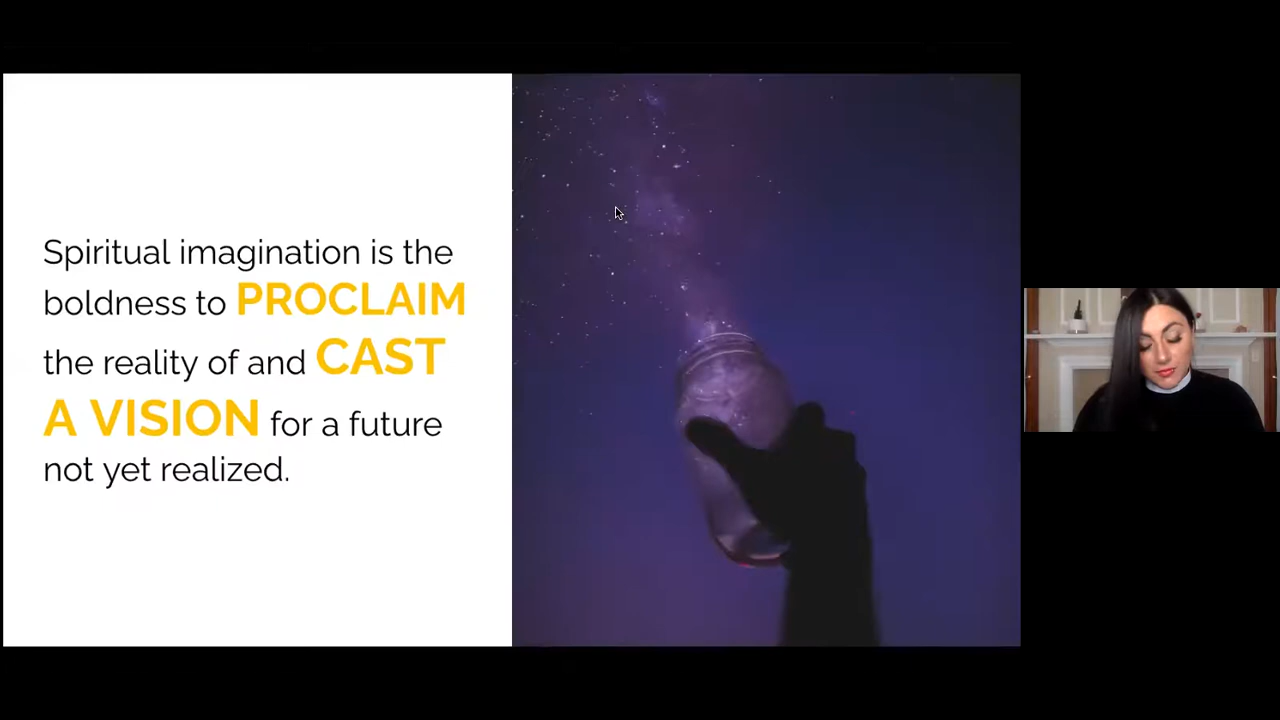 Spiritual imagination is the
boldness to PROCLAIM
the reality of and CAST
A VISION for a future
not yet realized.